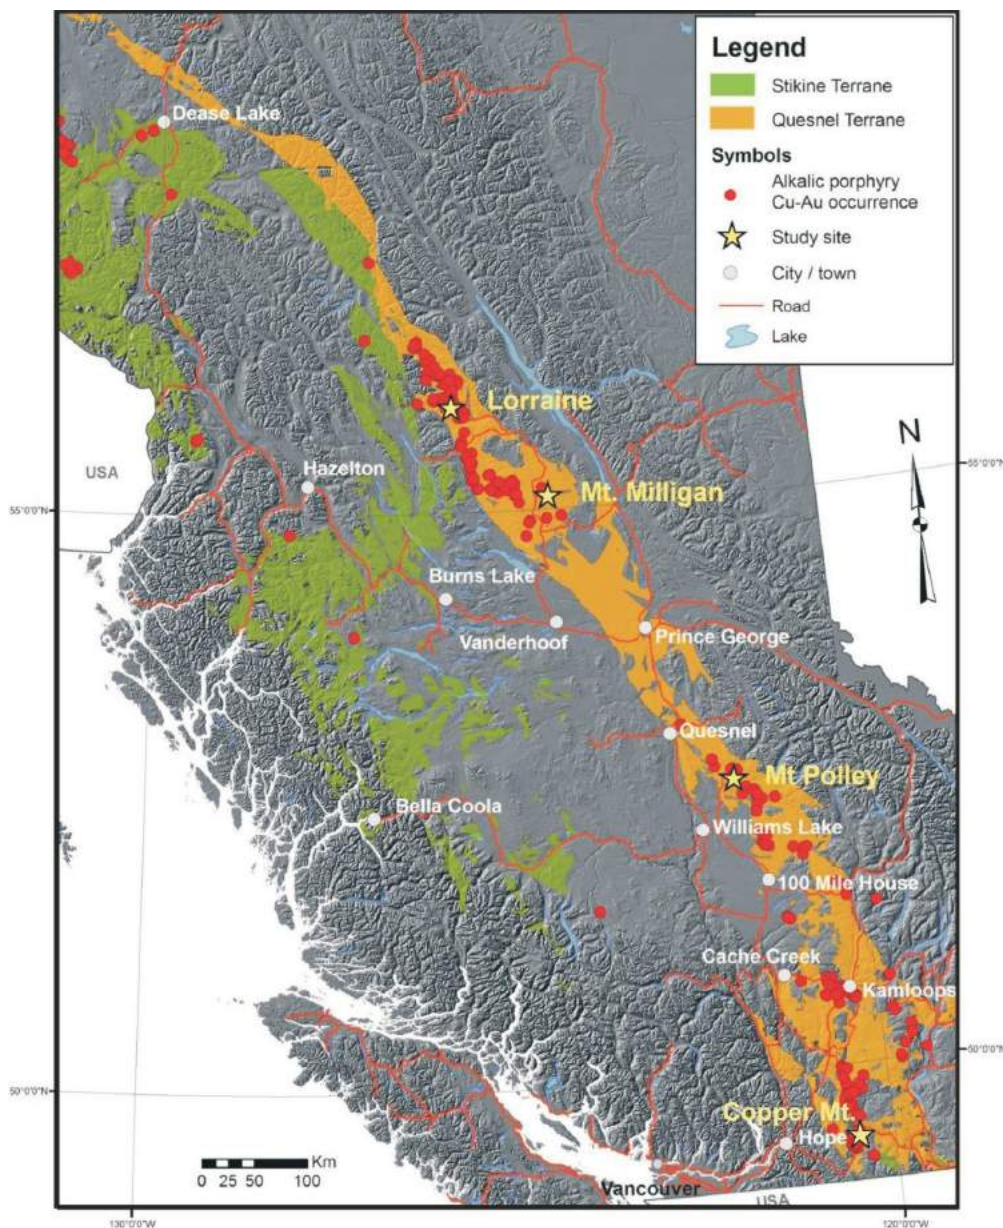 Legend
Stikine Terrane
Quesnel Terrane
Symbols
Alkalic porphyry
Cu-Au occurrence
Study site
City / town
Road
Lake
Dease Lake
Lorraine
N
USA
Hazelton
55°0'0"N
Mt. Milligan
55°0'0"N
Burns Lake
Vanderhoof
Prince George
Quesnel
Mt Polley
Bella Coola
Williams Lake
100 Mile House
Cache Creek
Kamloops
50°0'0"N
50°0'0"N
Copper Mt.
Hope
Km
0 25 50 100
Vancouver
USA
130°0'0"W
120°0'0"W